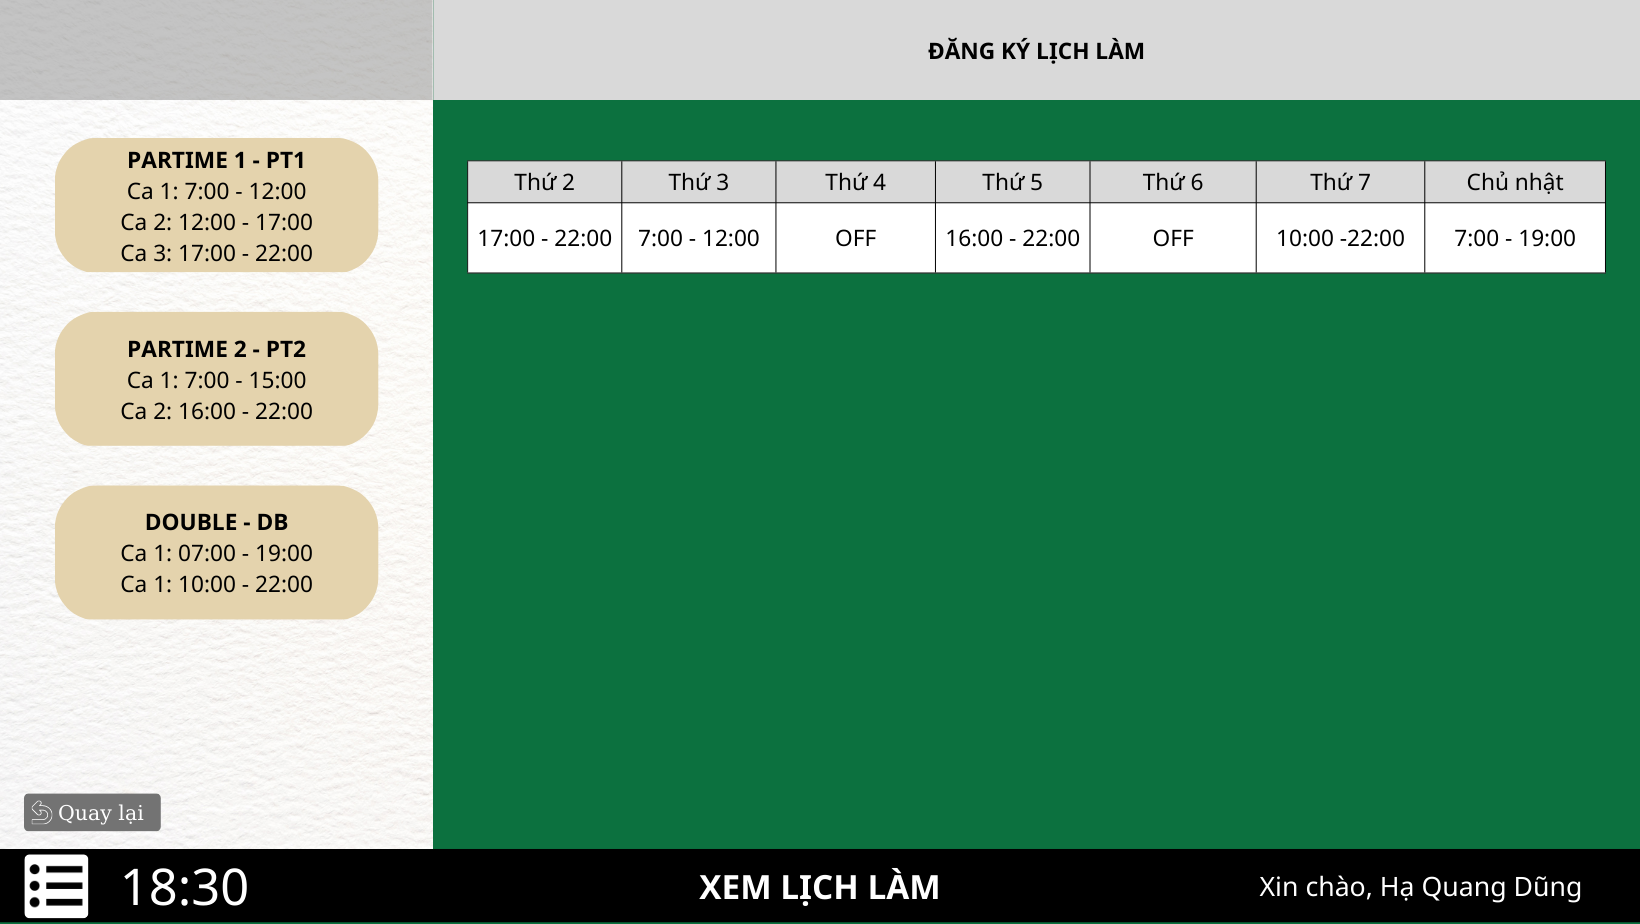 ĐĂNG KÝ LỊCH LÀM
PARTIME 1 - PT1
Ca 1: 7:00 - 12:00
Ca 2: 12:00 - 17:00
Ca 3: 17:00 - 22:00
PARTIME 2 - PT2
Ca 1: 7:00 - 15:00
Ca 2: 16:00 - 22:00
DOUBLE - DB
Ca 1: 07:00 - 19:00
Ca 1: 10:00 - 22:00
Thứ 2 Thứ 3 Thứ 4 Thứ 5 Thứ 6 Thứ 7 Chủ nhật
17:00 - 22:00 7:00 - 12:00 OFF 16:00 - 22:00 OFF 10:00 -22:00 7:00 - 19:00
Quay lại
18:30 XEM LỊCH LÀM Xin chào, Hạ Quang Dũng